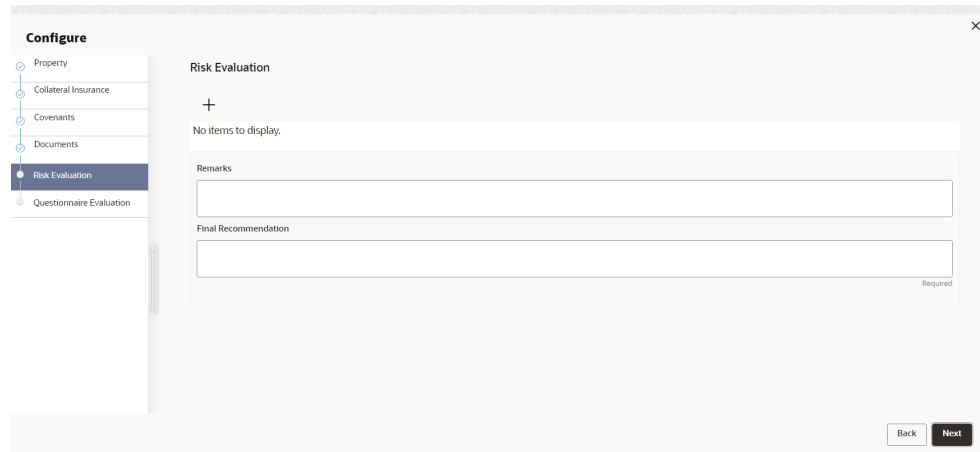 Configure
Property
Collateral Insurance
Covenants
Documents
Risk Evaluation
Questionnaire Evaluation
Risk Evaluation
No items to display.
Remarks
Final Recommendation
Required
Back
Next